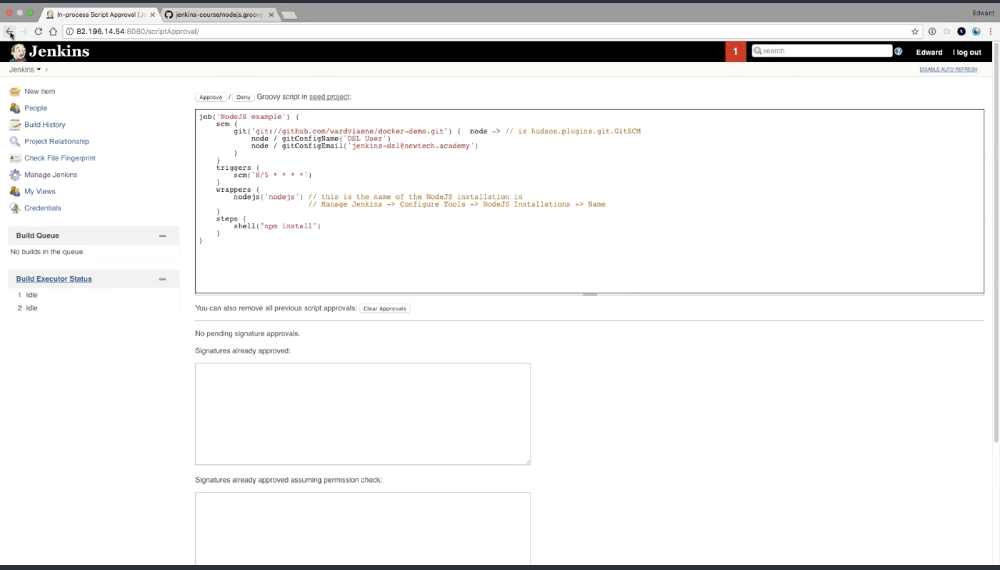 In-process Script Approval [Je
jenkins-course/nodejs.groovy
Edward
82.196.14.54:8080/scriptApproval/
Jenkins
1
search
Edward
| log out
Jenkins
DISABLE AUTO REFRESH
New Item
People
Build History
Project Relationship
Check File Fingerprint
Manage Jenkins
My Views
Credentials
Build Queue
No builds in the queue.
Build Executor Status
1 Idle
2 Idle
Approve / Deny Groovy script in seed project:
job('NodeJS example') {
    scm {
        git('git://github.com/wardviaene/docker-demo.git') {  node -> // is hudson.plugins.git.GitSCM
            node / gitConfigName('DSL User')
            node / gitConfigEmail('jenkins-dsl@newtech.academy')
        }
    }
    triggers {
        scm('H/5 * * * *')
    }
    wrappers {
        nodejs('nodejs') // this is the name of the NodeJS installation in
                         // Manage Jenkins -> Configure Tools -> NodeJS Installations -> Name
    }
    steps {
        shell("npm install")
    }
}
You can also remove all previous script approvals: Clear Approvals
No pending signature approvals.
Signatures already approved:
Signatures already approved assuming permission check: